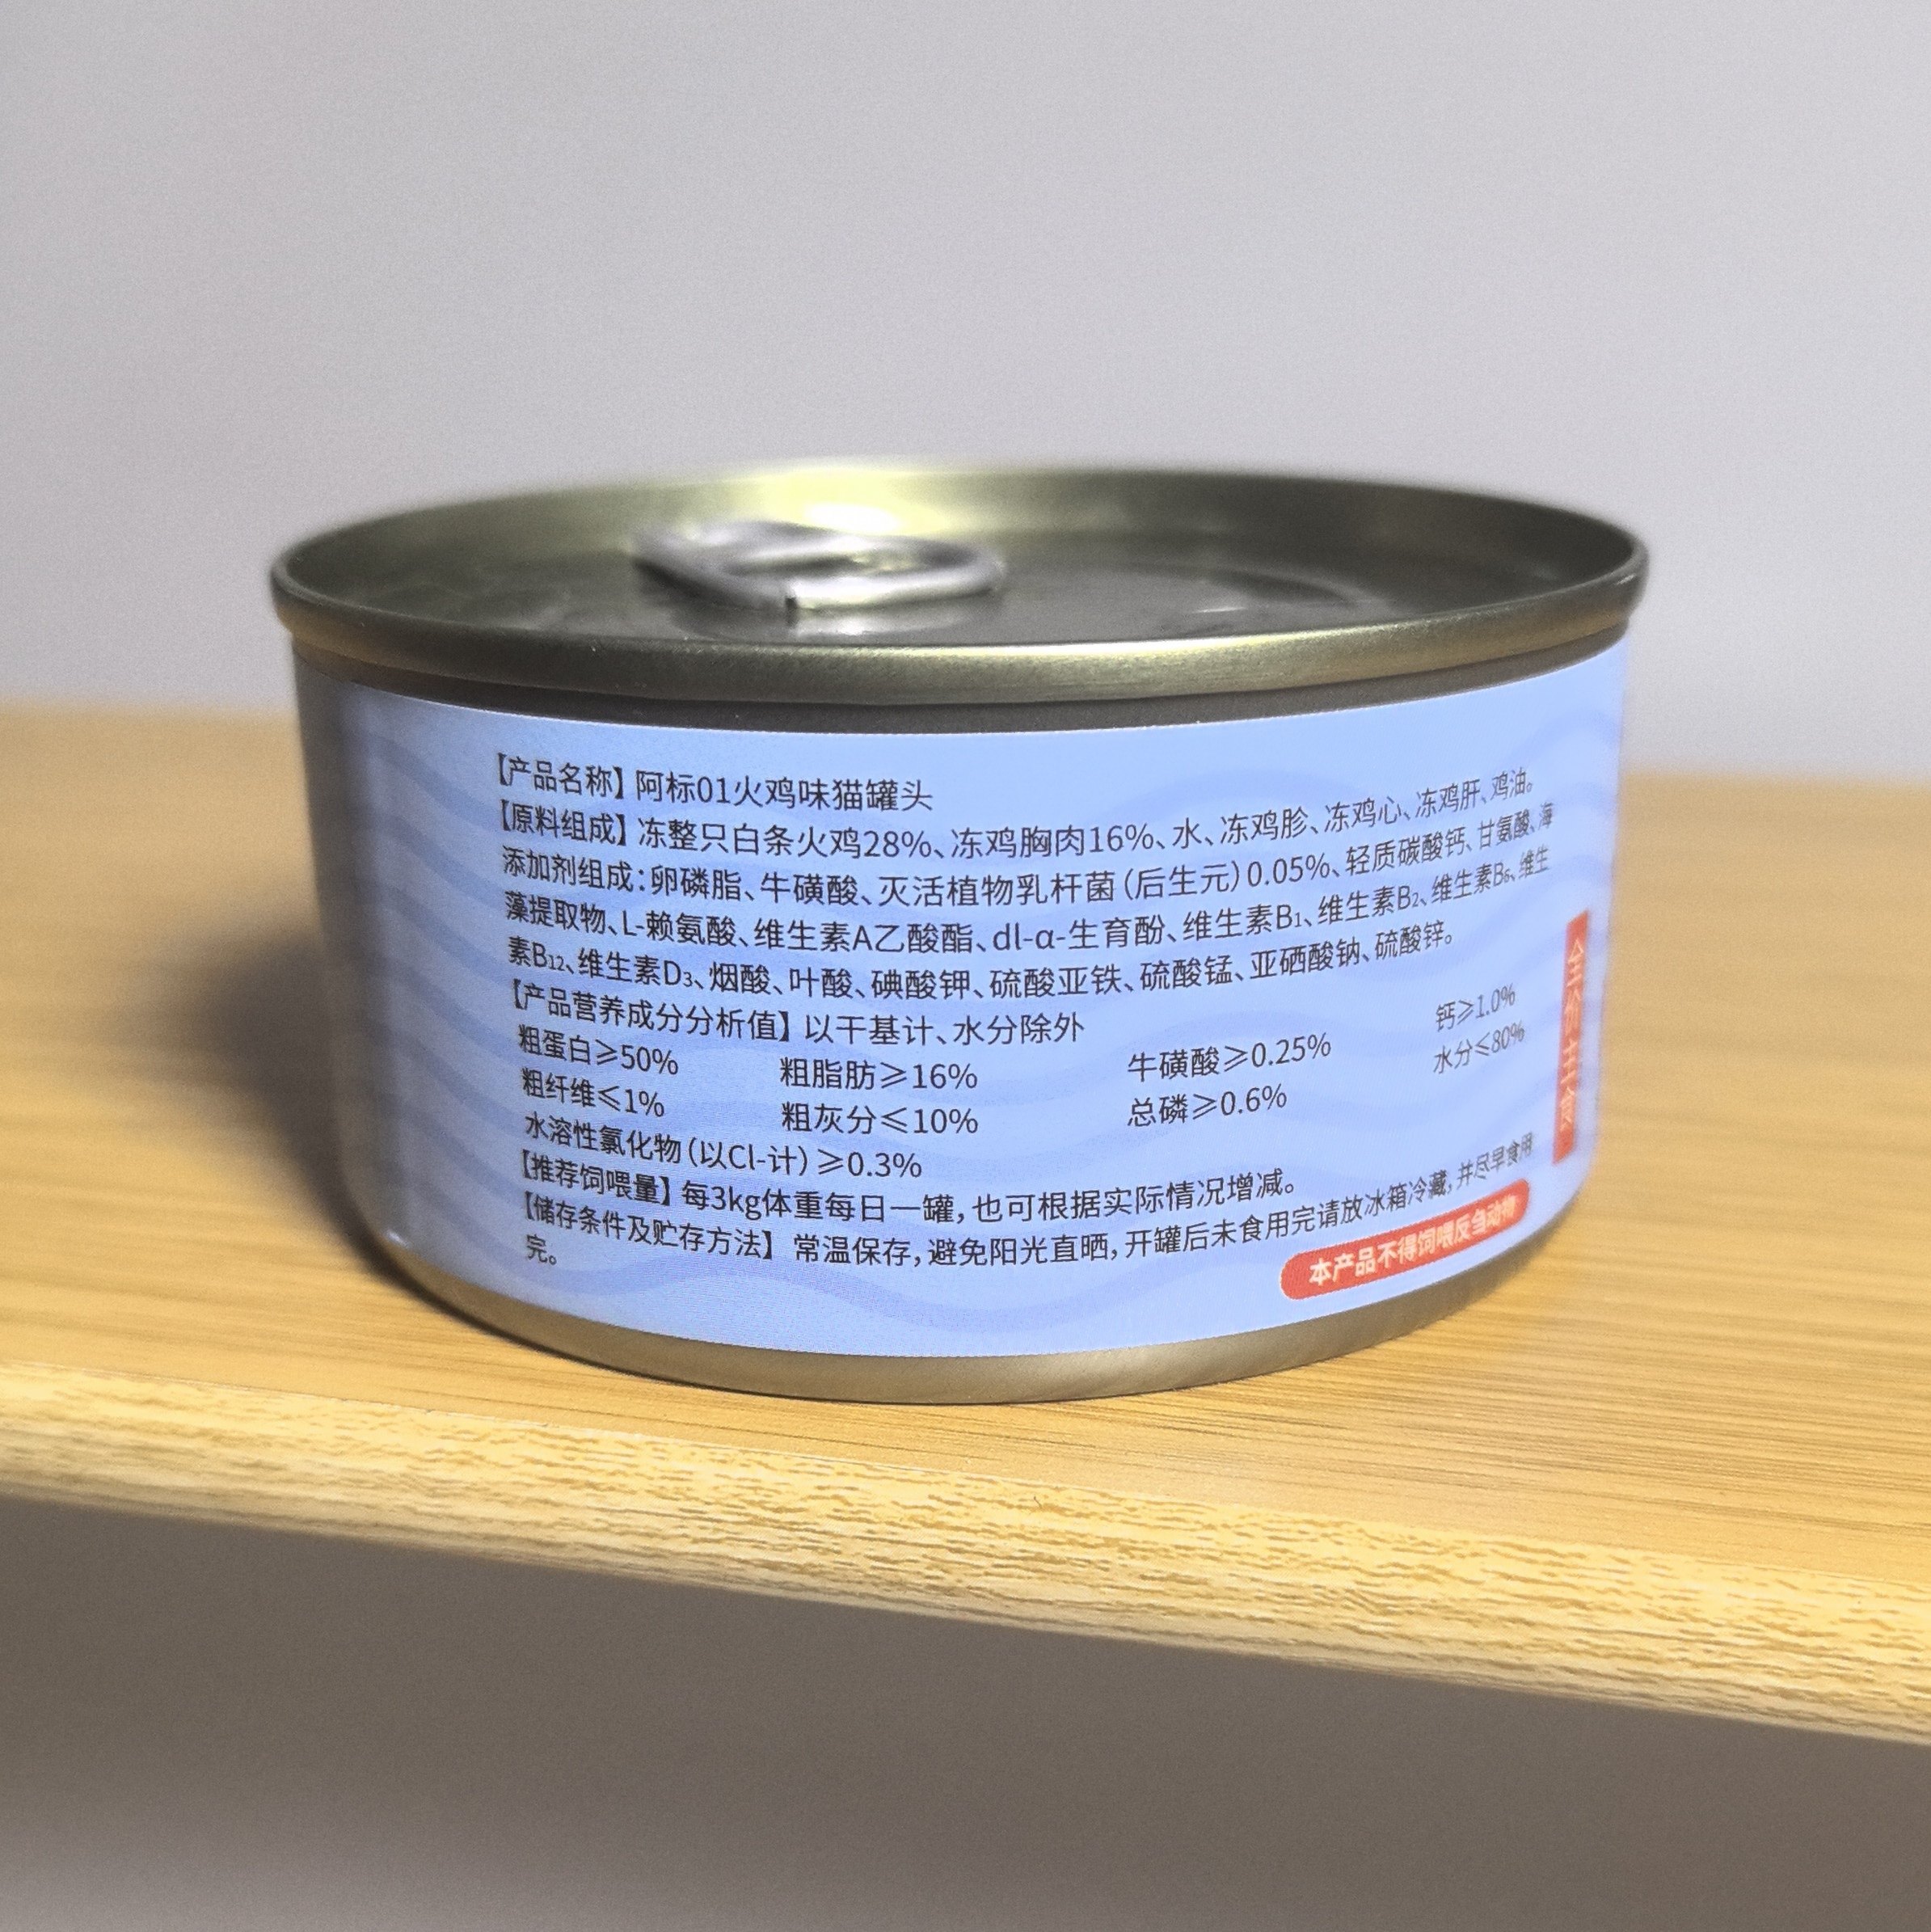 【产品名称】阿标01火鸡味猫罐头
【原料组成】冻整只白条火鸡28%、冻鸡胸肉16%、水、冻鸡胗、冻鸡心、冻鸡肝、鸡油。
添加剂组成：卵磷脂、牛磺酸、灭活植物乳杆菌（后生元）0.05%、轻质碳酸钙、甘氨酸、海
藻提取物、L-赖氨酸、维生素A乙酸酯、dl-α-生育酚、维生素B₁、维生素B₂、维生素B₆、维生
素B₁₂、维生素D₃、烟酸、叶酸、碘酸钾、硫酸亚铁、硫酸锰、亚硒酸钠、硫酸锌。
【产品营养成分分析值】以干基计、水分除外
粗蛋白≥50% 粗脂肪≥16% 牛磺酸≥0.25% 钙≥1.0%
粗纤维≤1% 粗灰分≤10% 总磷≥0.6% 水分≤80%
水溶性氯化物（以Cl-计）≥0.3%
【推荐饲喂量】每3kg体重每日一罐，也可根据实际情况增减。
【储存条件及贮存方法】常温保存，避免阳光直晒，开罐后未食用完请放冰箱冷藏，并尽早食用
完。
本产品不得饲喂反刍动物
全价主食